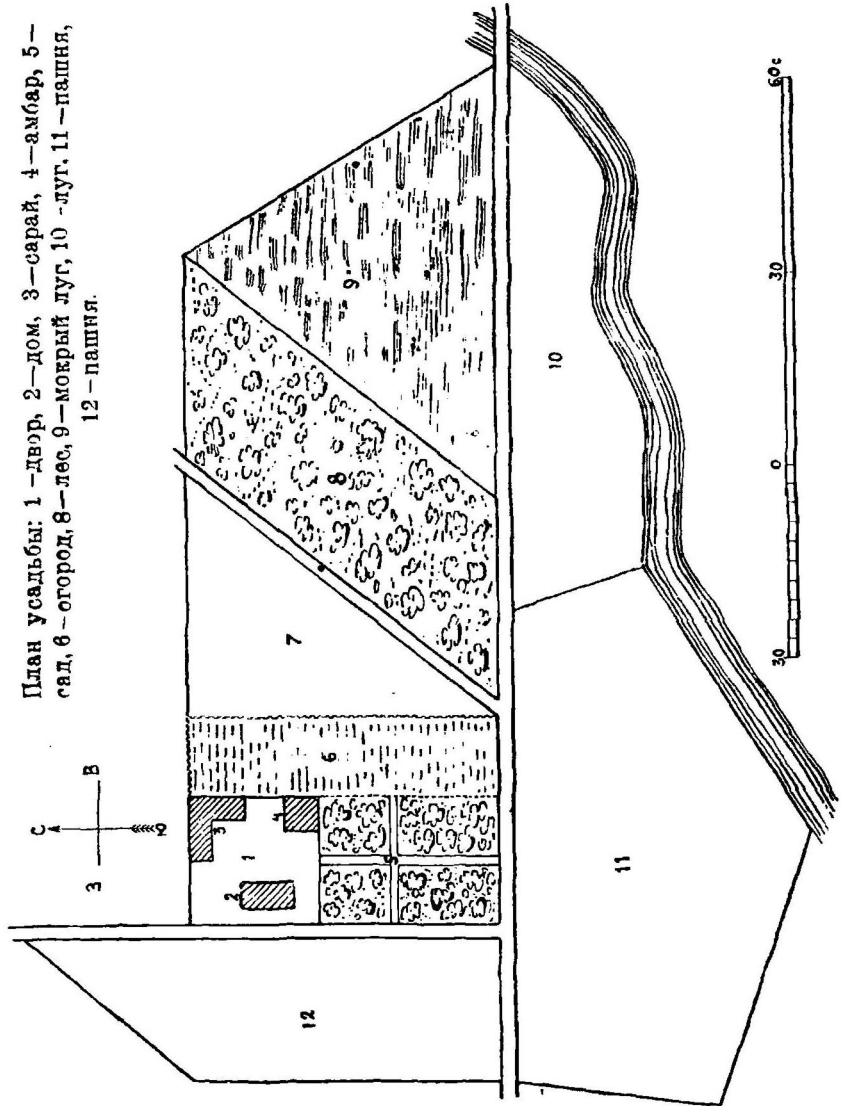 План усадьбы: 1 -двор, 2—дом, 3—сарай, 4—амбар, 5—
сад, 6-огород, 8—лес, 9—мокрый луг, 10 -луг. 11—пашня,
12-пашня.
С
З В
Ю
1
2
3
4
5
6
7
8
9
10
11
12
30 0 30 60с